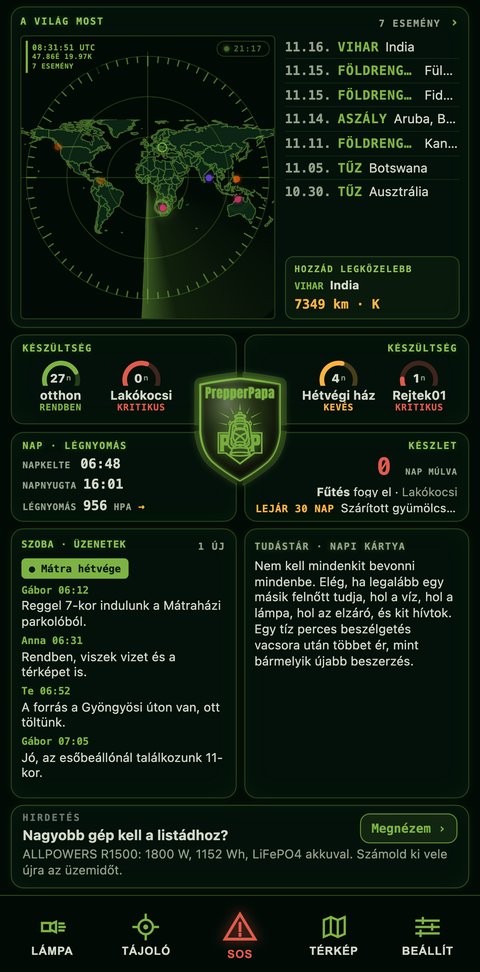 A VILÁG MOST
7 ESEMÉNY ›
08:31:51 UTC
47.86É 19.97K
7 ESEMÉNY
21:17
11.16. VIHAR India
11.15. FÖLDRENG… Fül…
11.15. FÖLDRENG… Fid…
11.14. ASZÁLY Aruba, B…
11.11. FÖLDRENG… Kan…
11.05. TŰZ Botswana
10.30. TŰZ Ausztrália
HOZZÁD LEGKÖZELEBB
VIHAR India
7349 km · K
KÉSZÜLTSÉG
27n
otthon
RENDBEN
0n
Lakókocsi
KRITIKUS
KÉSZÜLTSÉG
4n
Hétvégi ház
KEVÉS
1n
Rejtek01
KRITIKUS
PrepperPapa
PP
NAP · LÉGNYOMÁS
NAPKELTE 06:48
NAPNYUGTA 16:01
LÉGNYOMÁS 956 HPA →
KÉSZLET
0 NAP MÚLVA
Fűtés fogy el · Lakókocsi
LEJÁR 30 NAP Szárított gyümölcs…
SZOBA · ÜZENETEK
1 ÚJ
Mátra hétvége
Gábor 06:12
Reggel 7-kor indulunk a Mátraházi
parkolóból.
Anna 06:31
Rendben, viszek vizet és a
térképet is.
Te 06:52
A forrás a Gyöngyösi úton van, ott
töltünk.
Gábor 07:05
Jó, az esőbeállónál találkozunk 11-
kor.
TUDÁSTÁR · NAPI KÁRTYA
Nem kell mindenkit bevonni
mindenbe. Elég, ha legalább egy
másik felnőtt tudja, hol a víz, hol a
lámpa, hol az elzáró, és kit hívtok.
Egy tíz perces beszélgetés
vacsora után többet ér, mint
bármelyik újabb beszerzés.
HIRDETÉS
Nagyobb gép kell a listádhoz?
ALLPOWERS R1500: 1800 W, 1152 Wh, LiFePO4 akkuval. Számold ki vele
újra az üzemidőt.
Megnézem ›
LÁMPA
TÁJOLÓ
SOS
TÉRKÉP
BEÁLLÍT